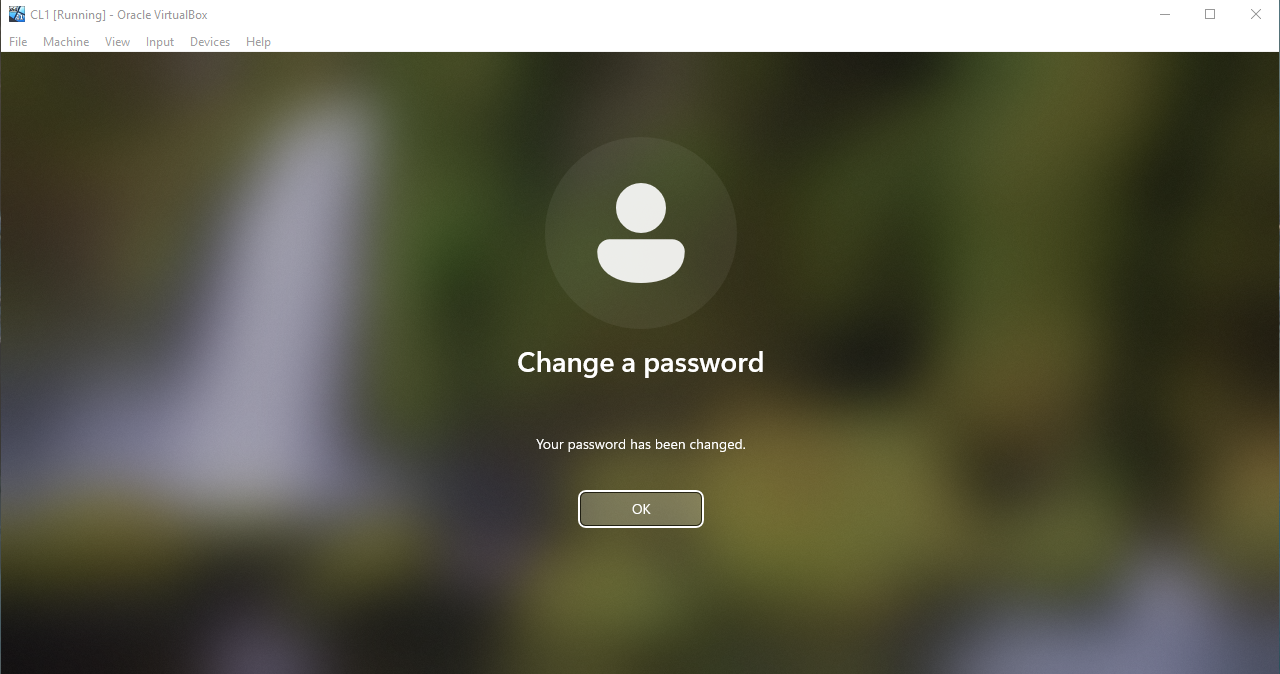 CL1 [Running] - Oracle VirtualBox
File Machine View Input Devices Help
Change a password
Your password has been changed.
OK